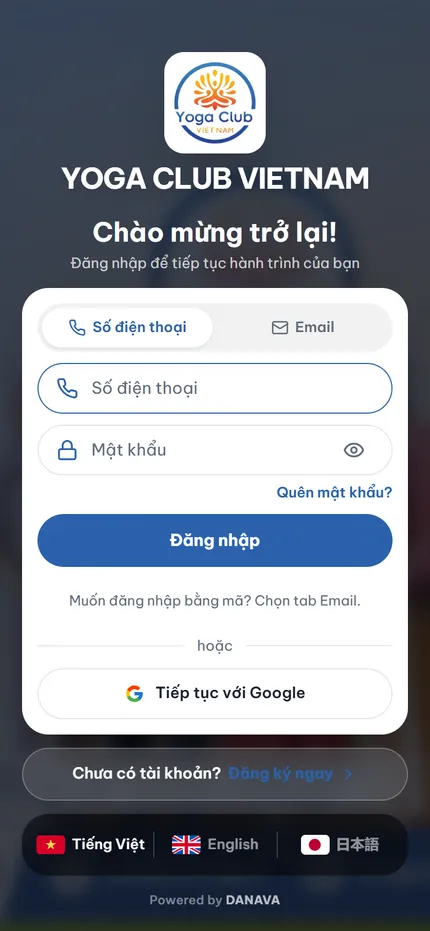 Yoga Club
VIET NAM
YOGA CLUB VIETNAM
Chào mừng trở lại!
Đăng nhập để tiếp tục hành trình của bạn
Số điện thoại
Email
Số điện thoại
Mật khẩu
Quên mật khẩu?
Đăng nhập
Muốn đăng nhập bằng mã? Chọn tab Email.
hoặc
Tiếp tục với Google
Chưa có tài khoản? Đăng ký ngay
Tiếng Việt
English
日本語
Powered by DANAVA